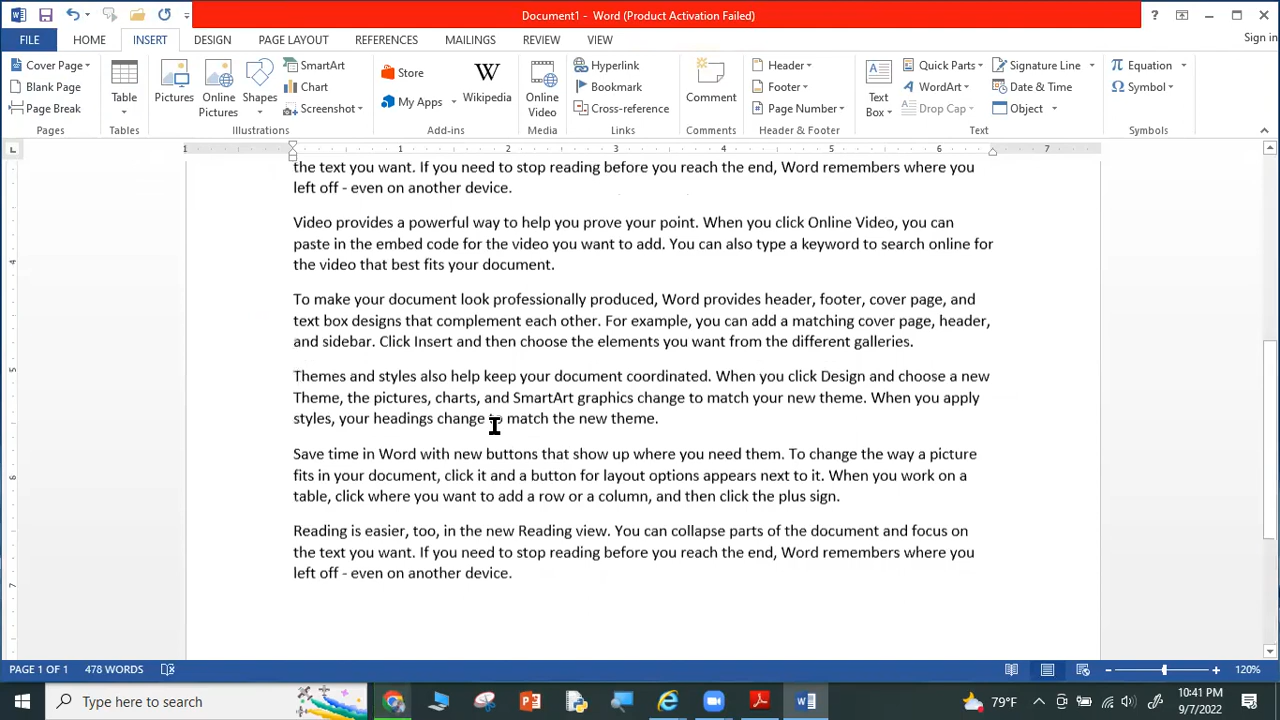 Document1 - Word (Product Activation Failed)
?
FILE HOME INSERT DESIGN PAGE LAYOUT REFERENCES MAILINGS REVIEW VIEW Sign in
Cover Page
Blank Page
Page Break
Pages
Table
Tables
Pictures
Online Pictures
Shapes
SmartArt
Chart
Screenshot
Illustrations
Store
My Apps
Wikipedia
Add-ins
Online Video
Media
Hyperlink
Bookmark
Cross-reference
Links
Comment
Comments
Header
Footer
Page Number
Header & Footer
Text Box
Quick Parts
WordArt
Drop Cap
Signature Line
Date & Time
Object
Text
Equation
Symbol
Symbols
1 1 2 3 4 5 6 7
the text you want. If you need to stop reading before you reach the end, Word remembers where you
left off - even on another device.
Video provides a powerful way to help you prove your point. When you click Online Video, you can
paste in the embed code for the video you want to add. You can also type a keyword to search online for
the video that best fits your document.
To make your document look professionally produced, Word provides header, footer, cover page, and
text box designs that complement each other. For example, you can add a matching cover page, header,
and sidebar. Click Insert and then choose the elements you want from the different galleries.
Themes and styles also help keep your document coordinated. When you click Design and choose a new
Theme, the pictures, charts, and SmartArt graphics change to match your new theme. When you apply
styles, your headings change to match the new theme.
Save time in Word with new buttons that show up where you need them. To change the way a picture
fits in your document, click it and a button for layout options appears next to it. When you work on a
table, click where you want to add a row or a column, and then click the plus sign.
Reading is easier, too, in the new Reading view. You can collapse parts of the document and focus on
the text you want. If you need to stop reading before you reach the end, Word remembers where you
left off - even on another device.
4
5
6
7
PAGE 1 OF 1 478 WORDS 120%
Type here to search
79°F
10:41 PM
9/7/2022